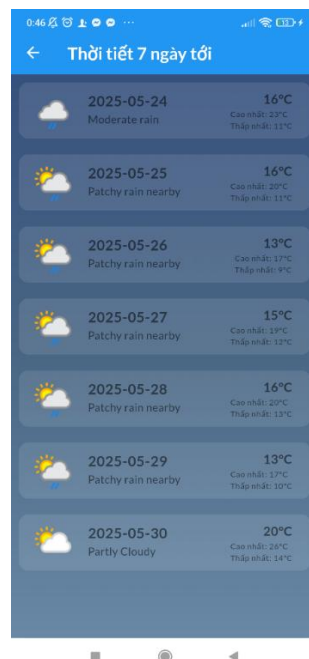 0:46
Thời tiết 7 ngày tới
2025-05-24
Moderate rain
16°C
Cao nhất: 23°C
Thấp nhất: 11°C
2025-05-25
Patchy rain nearby
16°C
Cao nhất: 20°C
Thấp nhất: 11°C
2025-05-26
Patchy rain nearby
13°C
Cao nhất: 17°C
Thấp nhất: 9°C
2025-05-27
Patchy rain nearby
15°C
Cao nhất: 19°C
Thấp nhất: 12°C
2025-05-28
Patchy rain nearby
16°C
Cao nhất: 20°C
Thấp nhất: 13°C
2025-05-29
Patchy rain nearby
13°C
Cao nhất: 17°C
Thấp nhất: 10°C
2025-05-30
Partly Cloudy
20°C
Cao nhất: 26°C
Thấp nhất: 14°C